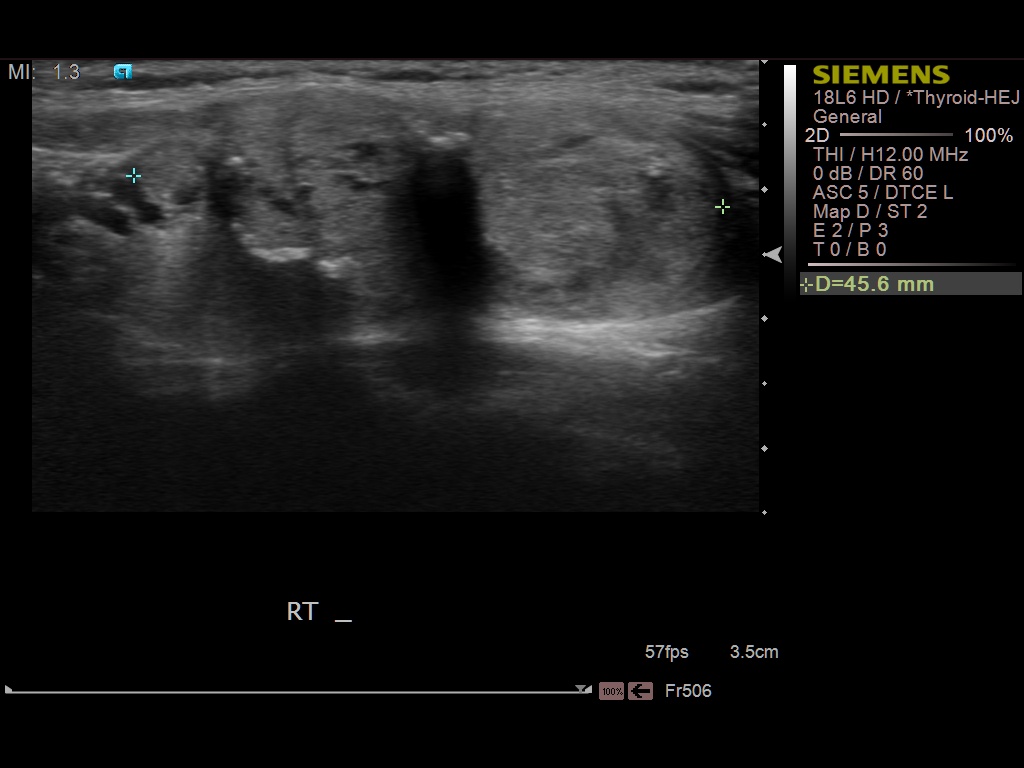 MI: 1.3
SIEMENS
18L6 HD / *Thyroid-HEJ
General
2D 100%
THI / H12.00 MHz
0 dB / DR 60
ASC 5 / DTCE L
Map D / ST 2
E 2 / P 3
T 0 / B 0
D=45.6 mm
RT _
57fps 3.5cm
100% Fr506